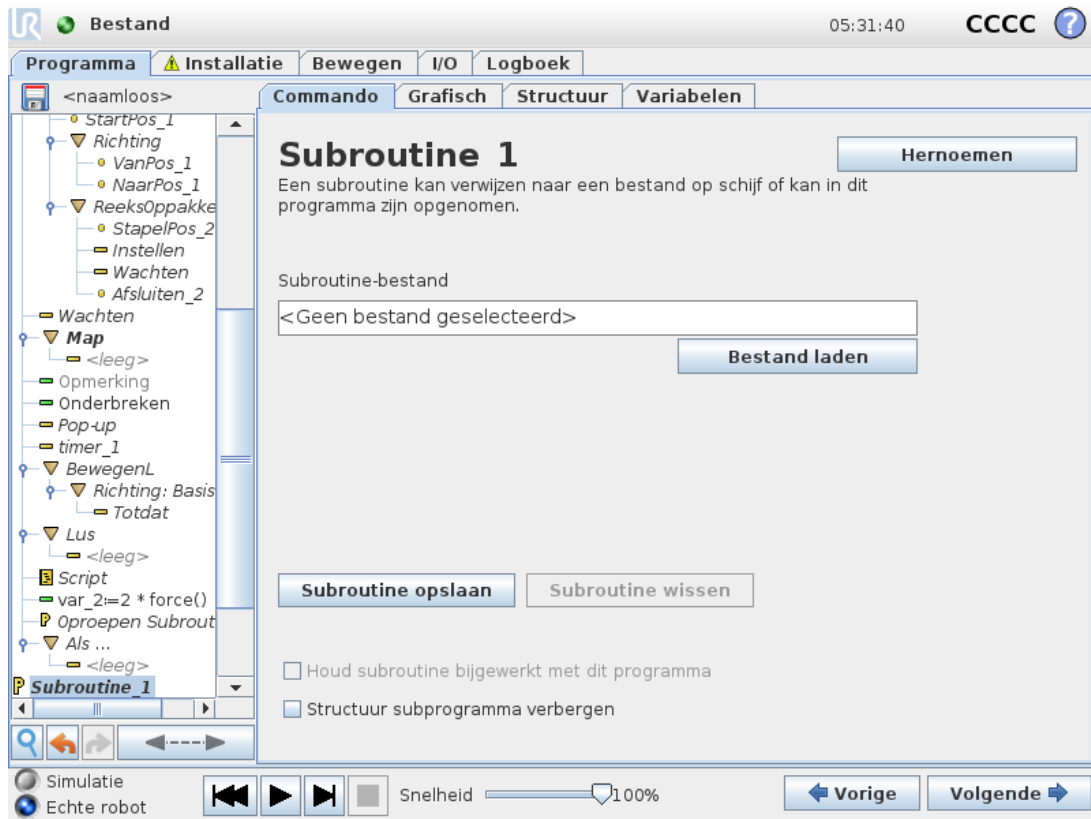 UR Bestand 05:31:40 CCCC ?
Programma Installatie Bewegen I/O Logboek
<naamloos>
Commando Grafisch Structuur Variabelen
StartPos_1
Richting
VanPos_1
NaarPos_1
ReeksOppakke
StapelPos_2
Instellen
Wachten
Afsluiten_2
Wachten
Map
<leeg>
Opmerking
Onderbreken
Pop-up
timer_1
BewegenL
Richting: Basis
Totdat
Lus
<leeg>
Script
var_2:=2 * force()
Oproepen Subrout
Als ...
<leeg>
Subroutine_1
Subroutine 1
Hernoemen
Een subroutine kan verwijzen naar een bestand op schijf of kan in dit
programma zijn opgenomen.
Subroutine-bestand
<Geen bestand geselecteerd>
Bestand laden
Subroutine opslaan Subroutine wissen
Houd subroutine bijgewerkt met dit programma
Structuur subprogramma verbergen
Simulatie
Echte robot
Snelheid 100%
Vorige Volgende